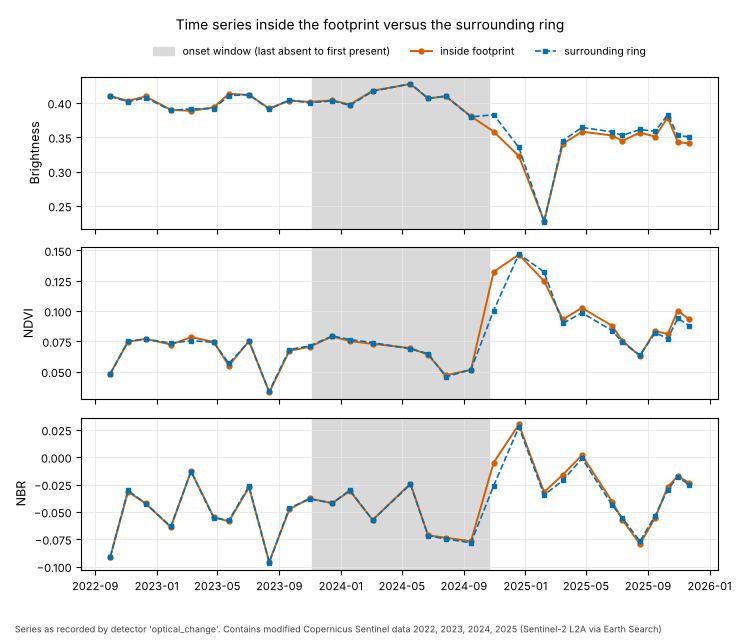 Time series inside the footprint versus the surrounding ring
onset window (last absent to first present)
inside footprint
surrounding ring
Brightness
0.40
0.35
0.30
0.25
NDVI
0.150
0.125
0.100
0.075
0.050
NBR
0.025
0.000
−0.025
−0.050
−0.075
−0.100
2022-09 2023-01 2023-05 2023-09 2024-01 2024-05 2024-09 2025-01 2025-05 2025-09 2026-01
Series as recorded by detector 'optical_change'. Contains modified Copernicus Sentinel data 2022, 2023, 2024, 2025 (Sentinel-2 L2A via Earth Search)